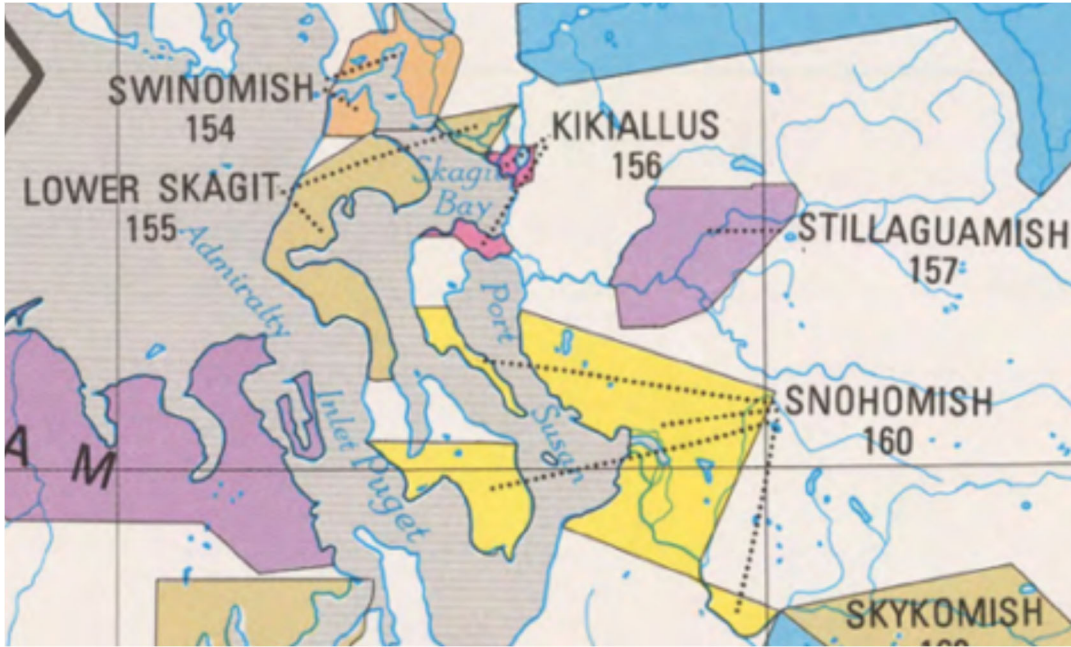 SWINOMISH
154
KIKIALLUS
156
LOWER SKAGIT
155
Skagit
Bay
STILLAGUAMISH
157
Admiralty
Inlet
Port
Susan
SNOHOMISH
160
A M
Puget
SKYKOMISH